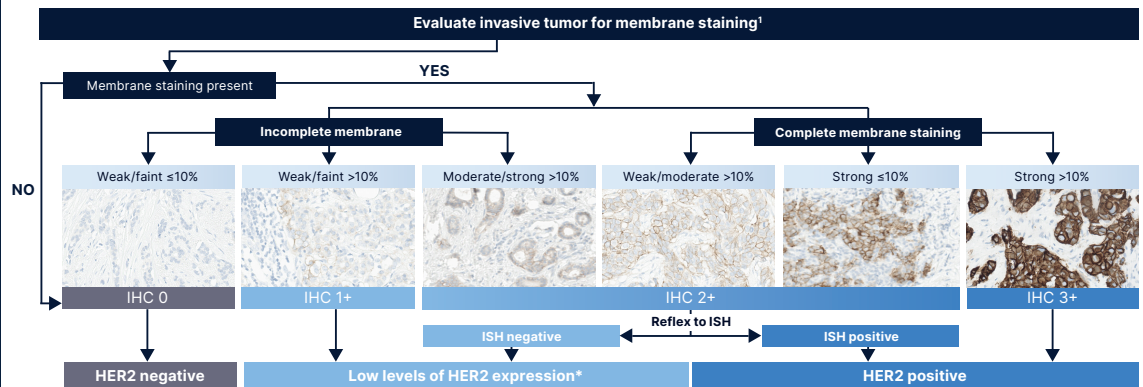 Evaluate invasive tumor for membrane staining¹
Membrane staining present
YES
NO
Incomplete membrane
Complete membrane staining
Weak/faint ≤10%
Weak/faint >10%
Moderate/strong >10%
Weak/moderate >10%
Strong ≤10%
Strong >10%
IHC 0
IHC 1+
IHC 2+
IHC 3+
Reflex to ISH
ISH negative
ISH positive
HER2 negative
Low levels of HER2 expression*
HER2 positive